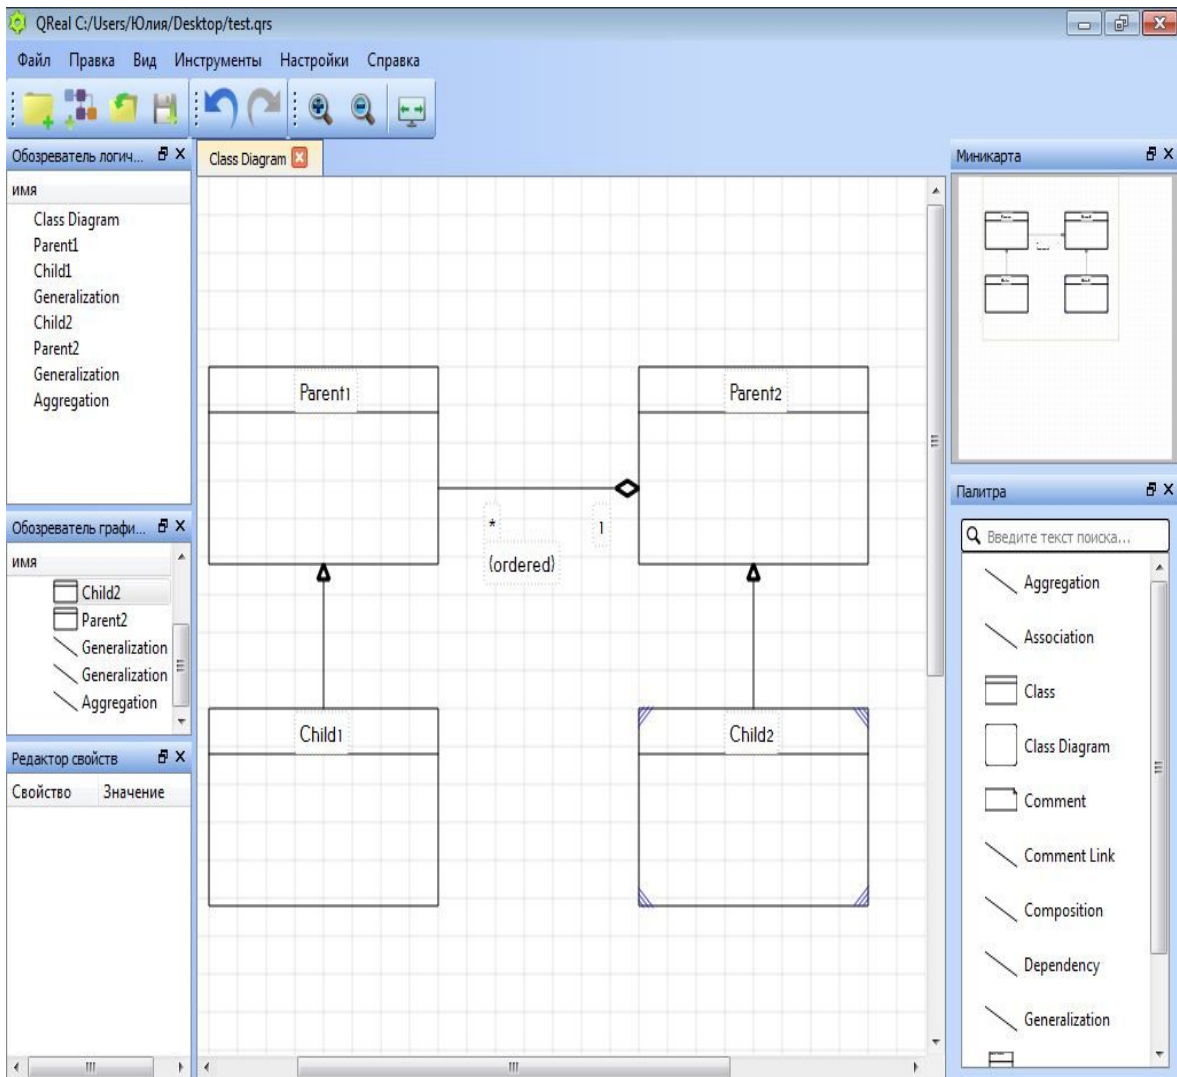 QReal C:/Users/Юлия/Desktop/test.qrs
Файл Правка Вид Инструменты Настройки Справка
Обозреватель логич...
имя
Class Diagram
Parent1
Child1
Generalization
Child2
Parent2
Generalization
Aggregation
Обозреватель графи...
имя
Child2
Parent2
Generalization
Generalization
Aggregation
Редактор свойств
Свойство Значение
Class Diagram
Parent1 Parent2
* 1
{ordered}
Child1 Child2
Миникарта
Палитра
Введите текст поиска...
Aggregation
Association
Class
Class Diagram
Comment
Comment Link
Composition
Dependency
Generalization